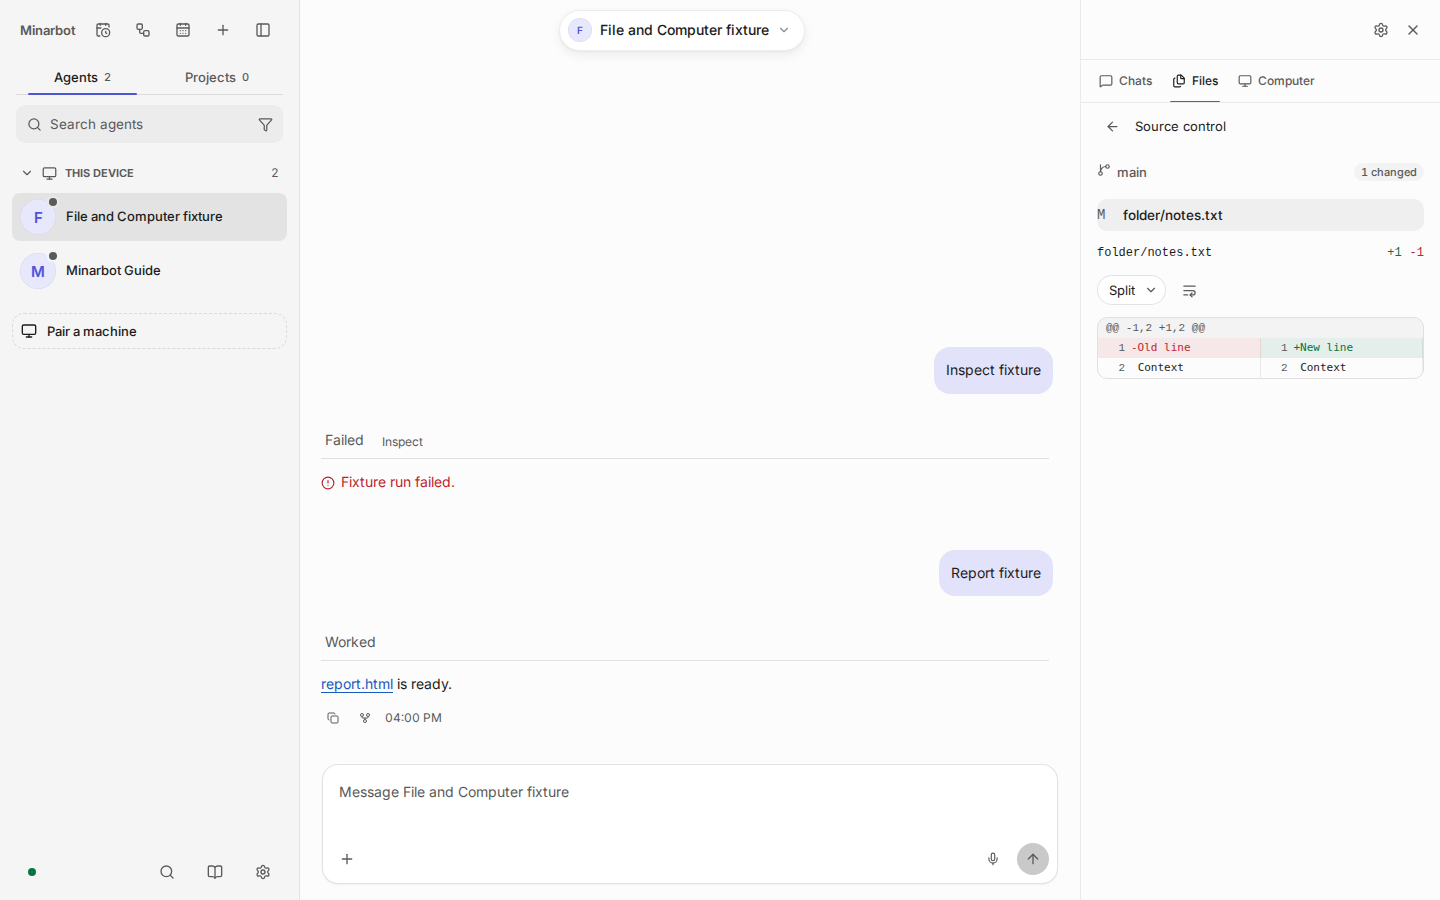 Minarbot
Agents 2
Projects 0
Search agents
THIS DEVICE 2
F File and Computer fixture
M Minarbot Guide
Pair a machine
F File and Computer fixture
Inspect fixture
Failed Inspect
Fixture run failed.
Report fixture
Worked
report.html is ready.
04:00 PM
Message File and Computer fixture
Chats Files Computer
Source control
main 1 changed
M folder/notes.txt
folder/notes.txt +1 -1
Split
@@ -1,2 +1,2 @@
1 -Old line 1 +New line
2 Context 2 Context